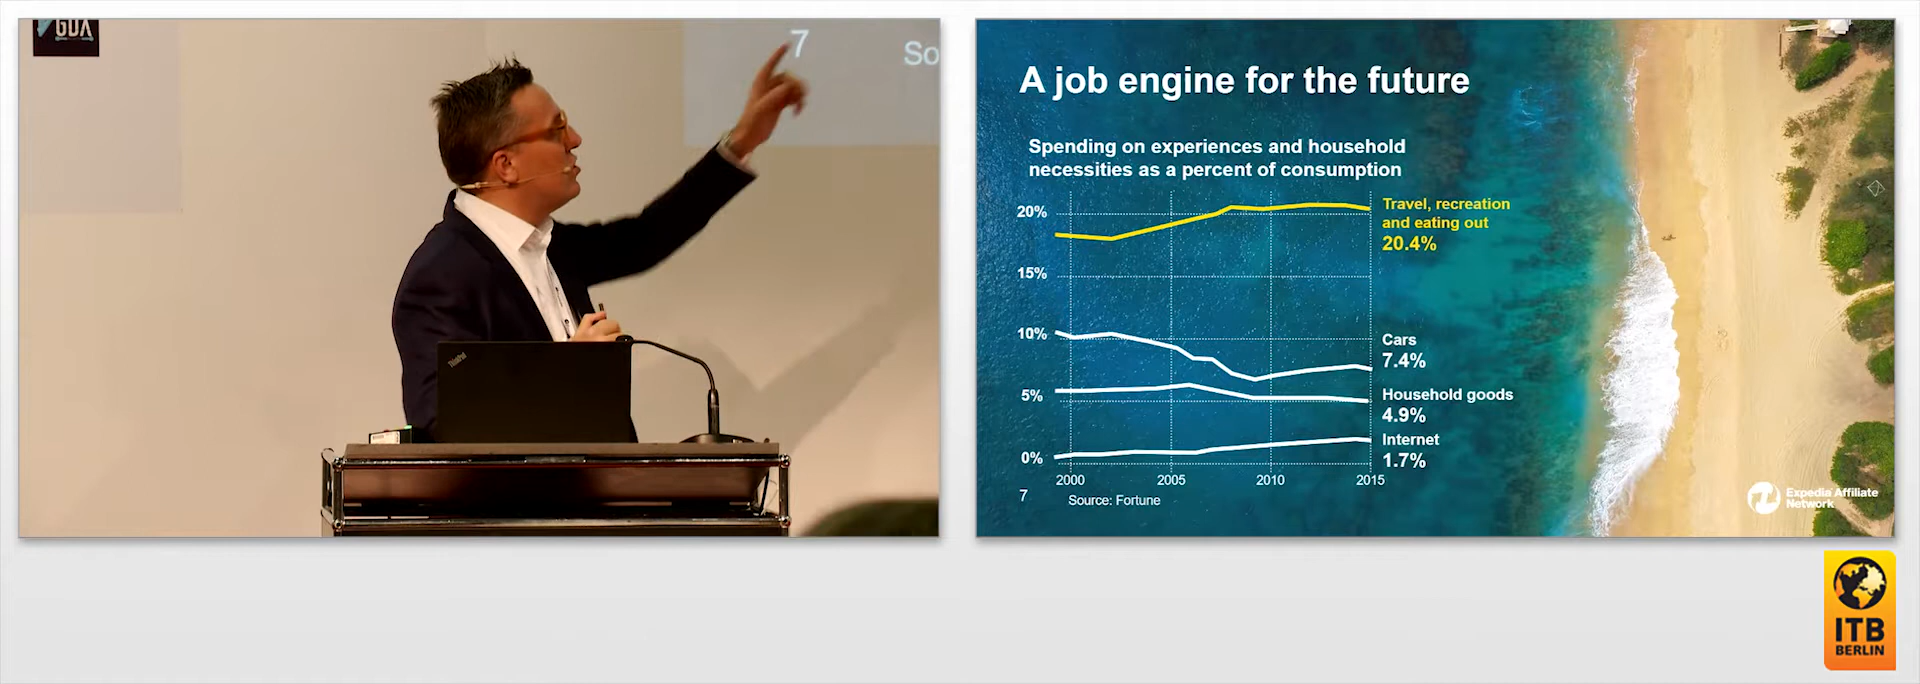 GDA
7
So
ThinkPad
A job engine for the future
Spending on experiences and household
necessities as a percent of consumption
20%
15%
10%
5%
0%
Travel, recreation
and eating out
20.4%
Cars
7.4%
Household goods
4.9%
Internet
1.7%
2000 2005 2010 2015
7
Source: Fortune
Expedia Affiliate
Network
ITB
BERLIN